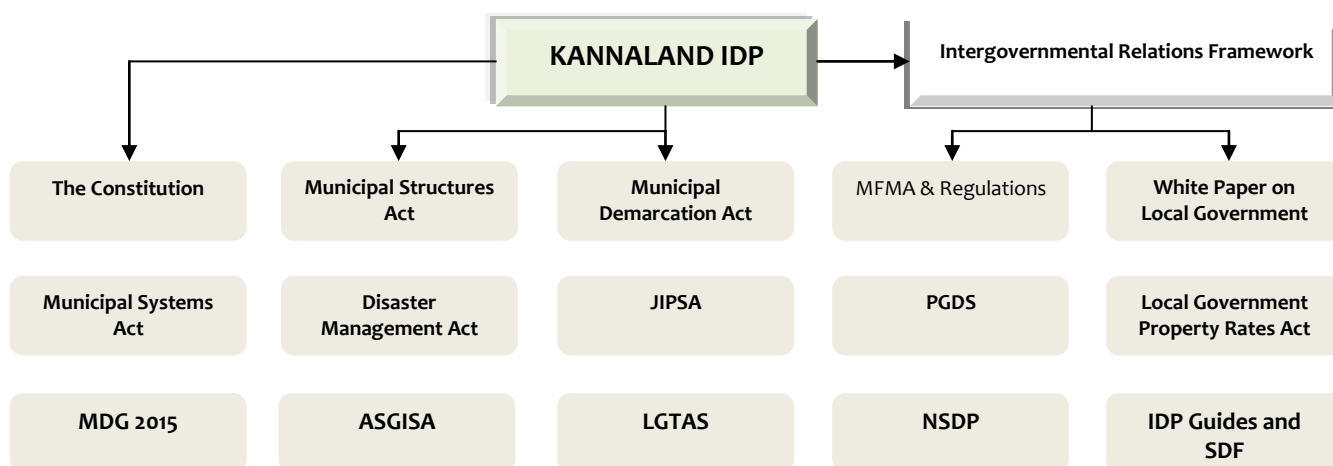 KANNALAND IDP
Intergovernmental Relations Framework
The Constitution
Municipal Structures
Act
Municipal
Demarcation Act
MFMA & Regulations
White Paper on
Local Government
Municipal Systems
Act
Disaster
Management Act
JIPSA
PGDS
Local Government
Property Rates Act
MDG 2015
ASGISA
LGTAS
NSDP
IDP Guides and
SDF